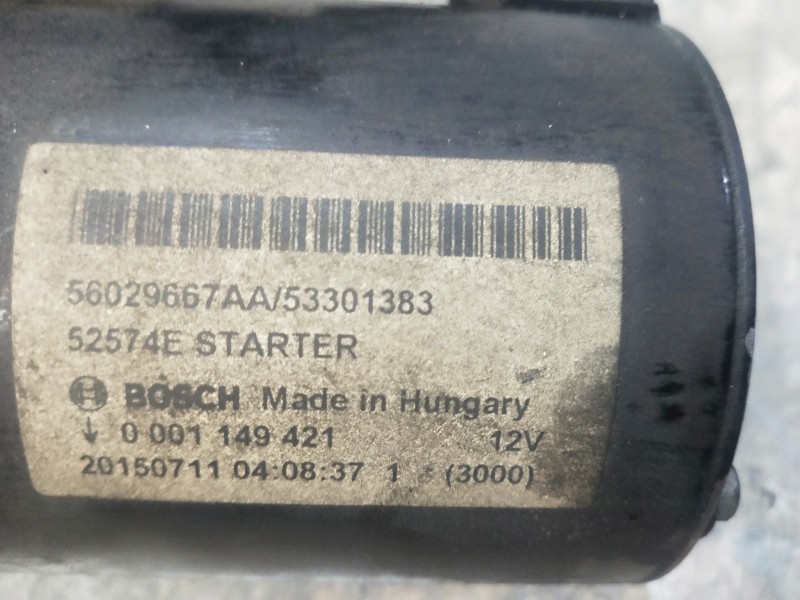 56029667AA/53301383
52574E STARTER
BOSCH Made in Hungary
↓ 0 001 149 421 12V
20150711 04:08:37 1 (3000)